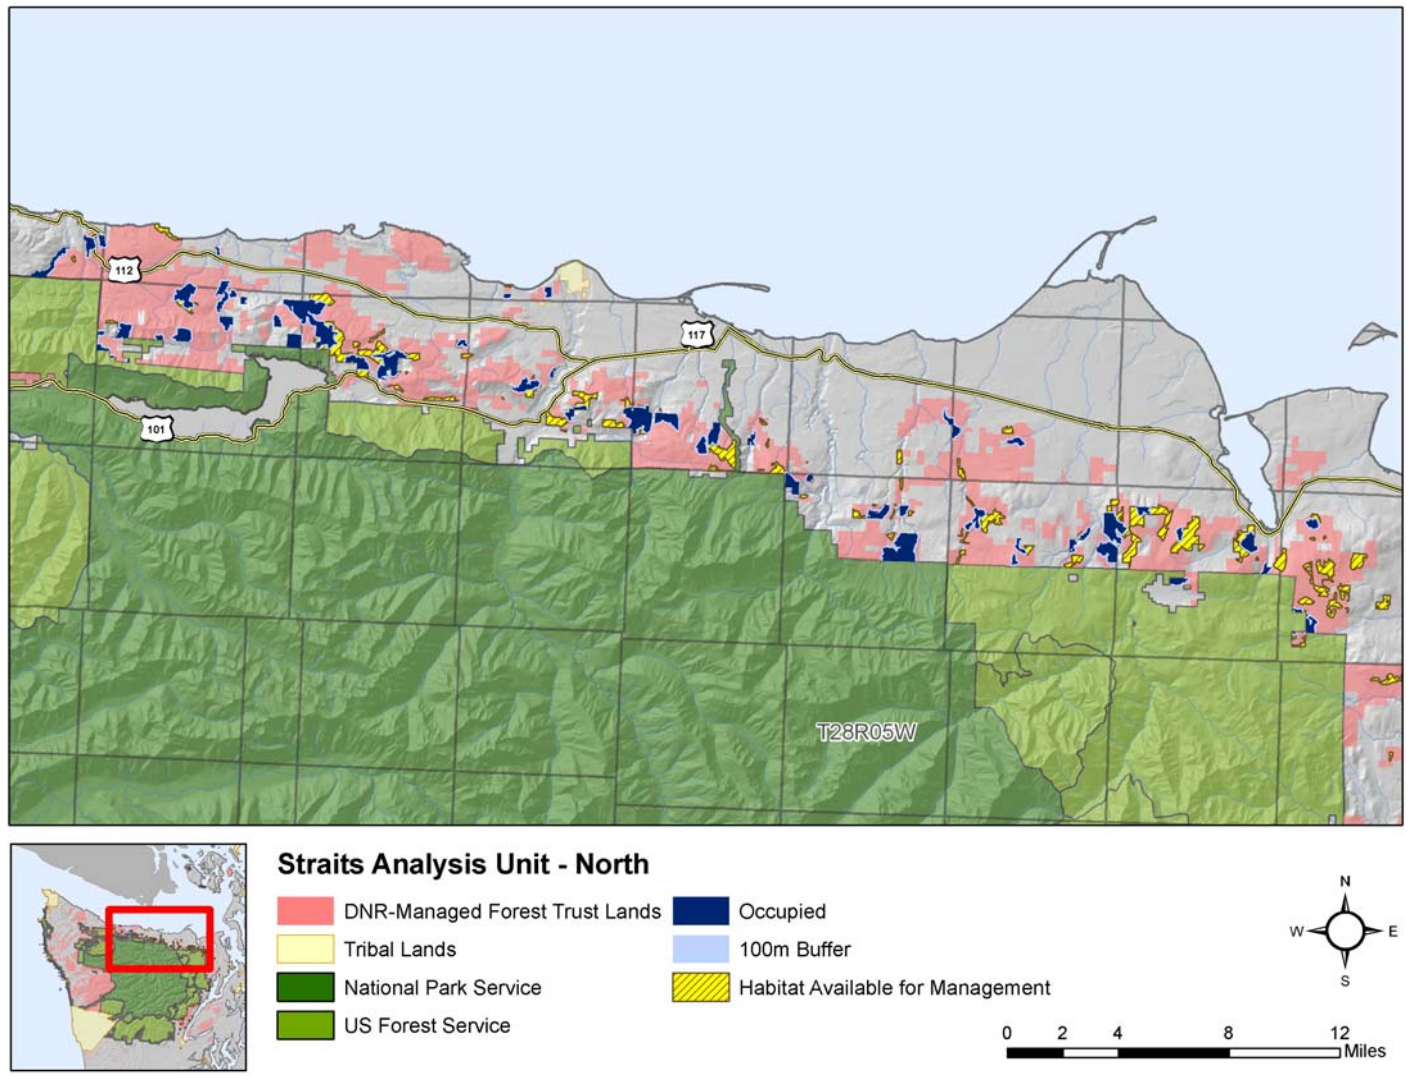 112
117
101
T28R05W
Straits Analysis Unit - North
DNR-Managed Forest Trust Lands
Tribal Lands
National Park Service
US Forest Service
Occupied
100m Buffer
Habitat Available for Management
N
W E
S
0 2 4 8 12
Miles